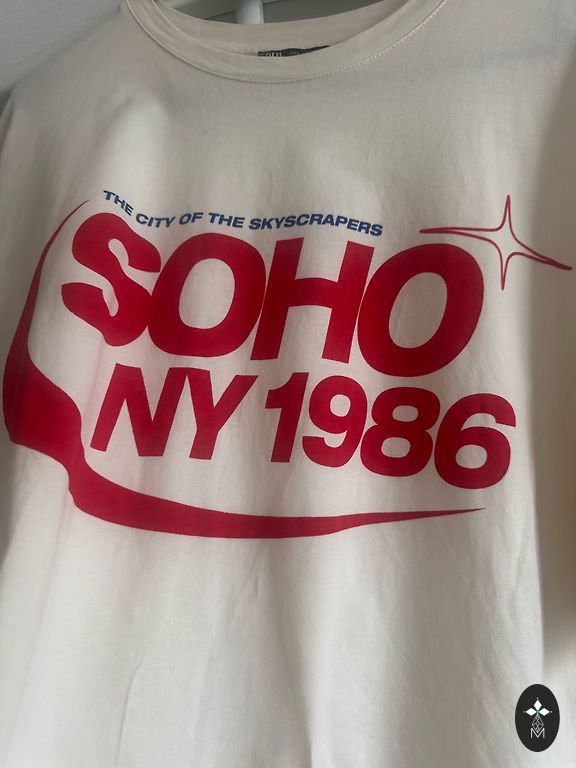 THE CITY OF THE SKYSCRAPERS
SOHO
NY 1986